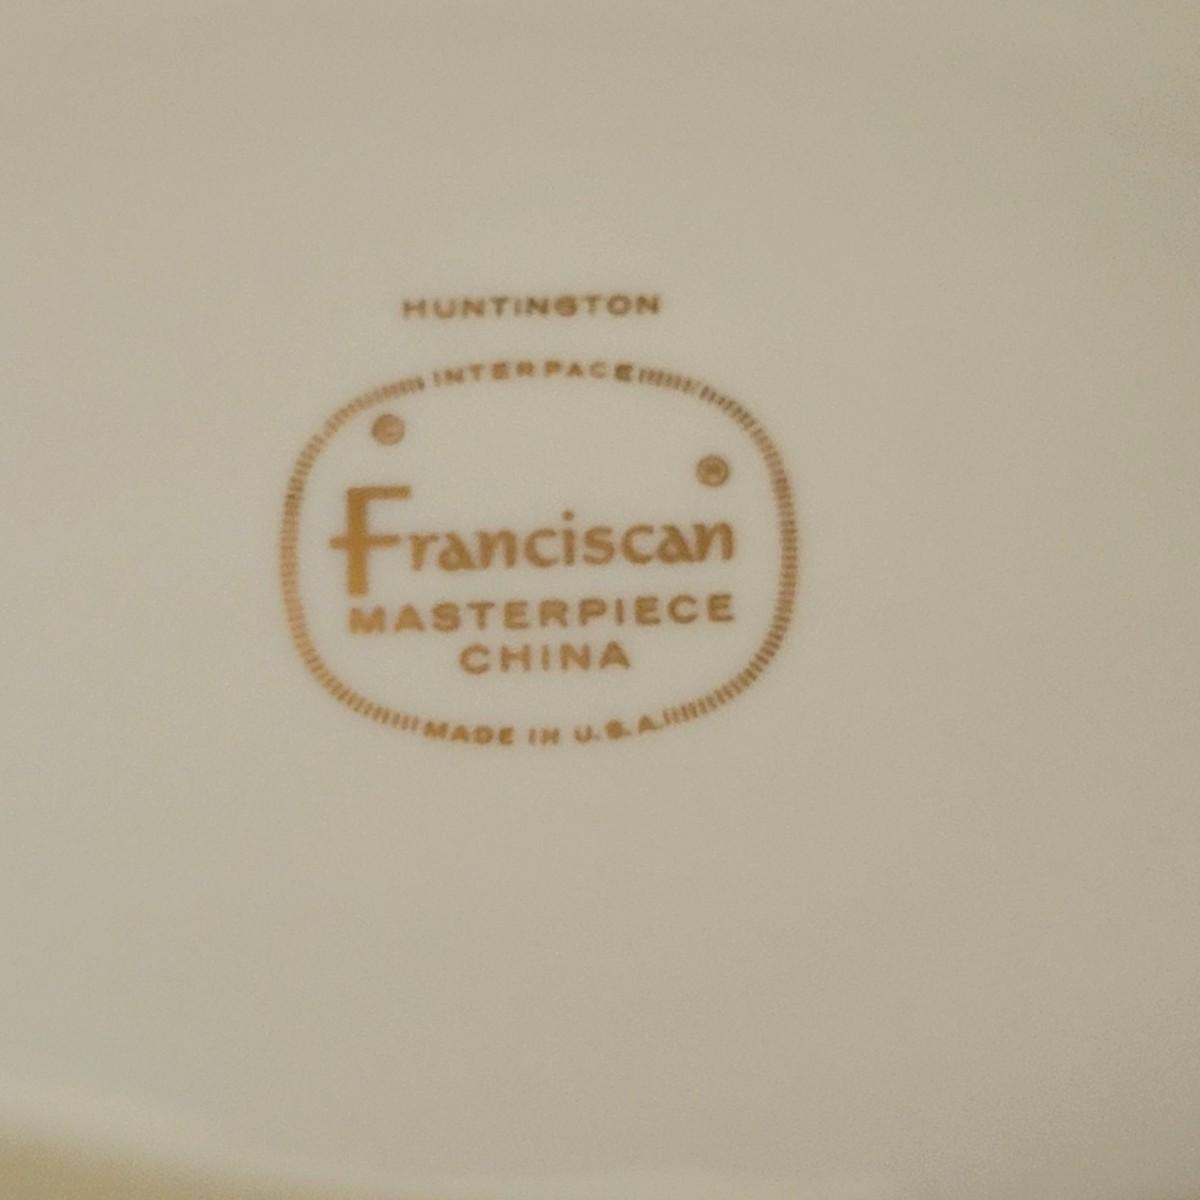 HUNTINGTON
INTERPACE
©
®
Franciscan
MASTERPIECE
CHINA
MADE IN U.S.A.